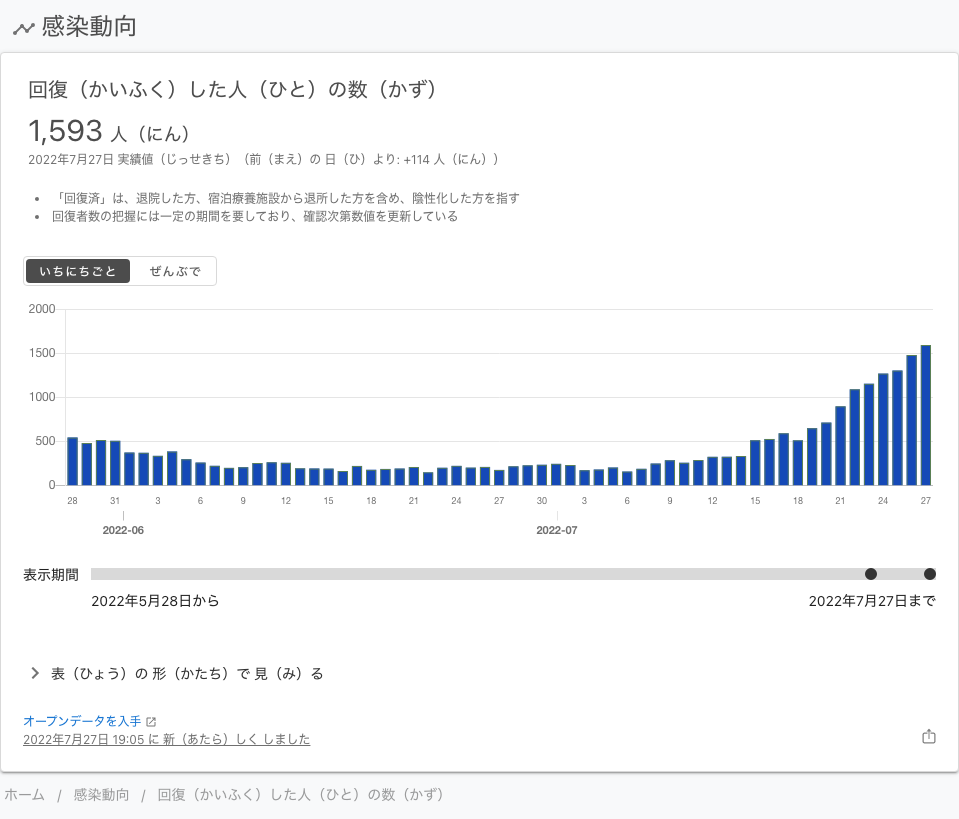 感染動向
回復（かいふく）した人（ひと）の数（かず）
1,593 人（にん）
2022年7月27日 実績値（じっせきち）（前（まえ）の 日（ひ）より: +114 人（にん））
• 「回復済」は、退院した方、宿泊療養施設から退所した方を含め、陰性化した方を指す
• 回復者数の把握には一定の期間を要しており、確認次第数値を更新している
いちにちごと ぜんぶで
2000
1500
1000
500
0
28 31 3 6 9 12 15 18 21 24 27 30 3 6 9 12 15 18 21 24 27
2022-06 2022-07
表示期間
2022年5月28日から 2022年7月27日まで
表（ひょう）の 形（かたち）で 見（み）る
オープンデータを入手
2022年7月27日 19:05 に 新（あたら）しく しました
ホーム / 感染動向 / 回復（かいふく）した人（ひと）の数（かず）